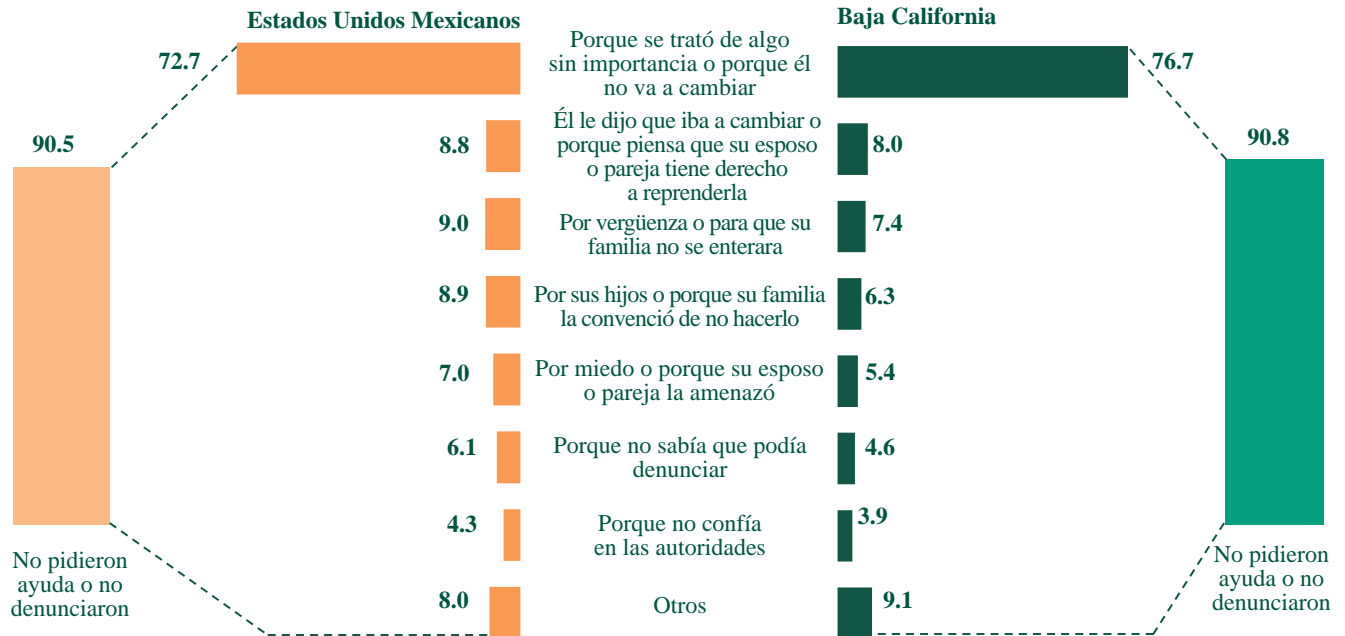 Estados Unidos Mexicanos
Baja California
72.7
Porque se trató de algo
sin importancia o porque él
no va a cambiar
76.7
90.5
8.8
Él le dijo que iba a cambiar o
porque piensa que su esposo
o pareja tiene derecho
a reprenderla
8.0
90.8
9.0
Por vergüenza o para que su
familia no se enterara
7.4
8.9
Por sus hijos o porque su familia
la convenció de no hacerlo
6.3
7.0
Por miedo o porque su esposo
o pareja la amenazó
5.4
6.1
Porque no sabía que podía
denunciar
4.6
4.3
Porque no confía
en las autoridades
3.9
No pidieron
ayuda o no
denunciaron
8.0
Otros
9.1
No pidieron
ayuda o no
denunciaron